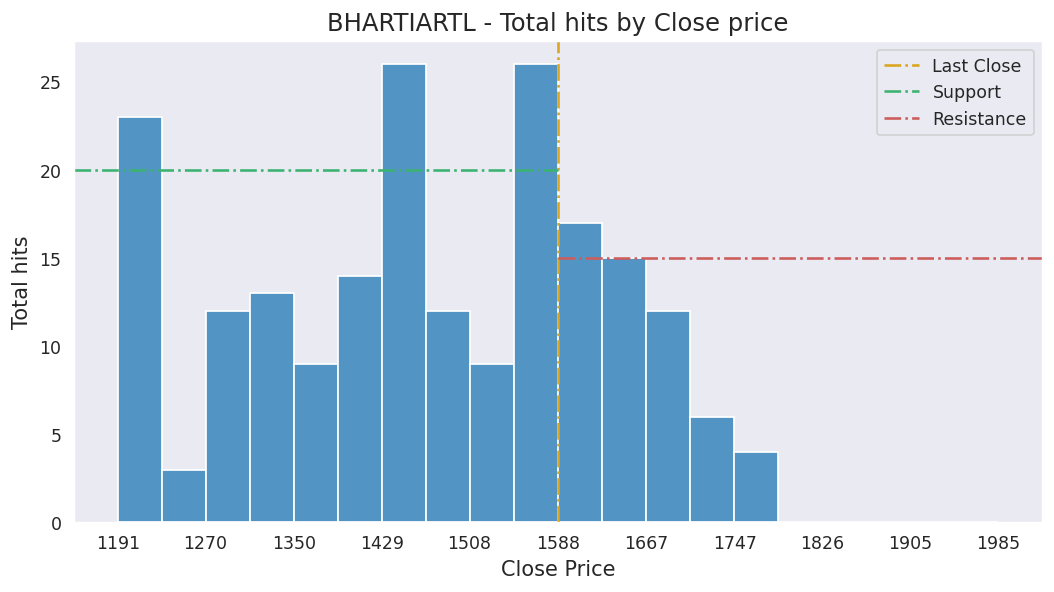 BHARTIARTL - Total hits by Close price
Last Close
Support
Resistance
Total hits
25
20
15
10
5
0
1191 1270 1350 1429 1508 1588 1667 1747 1826 1905 1985
Close Price